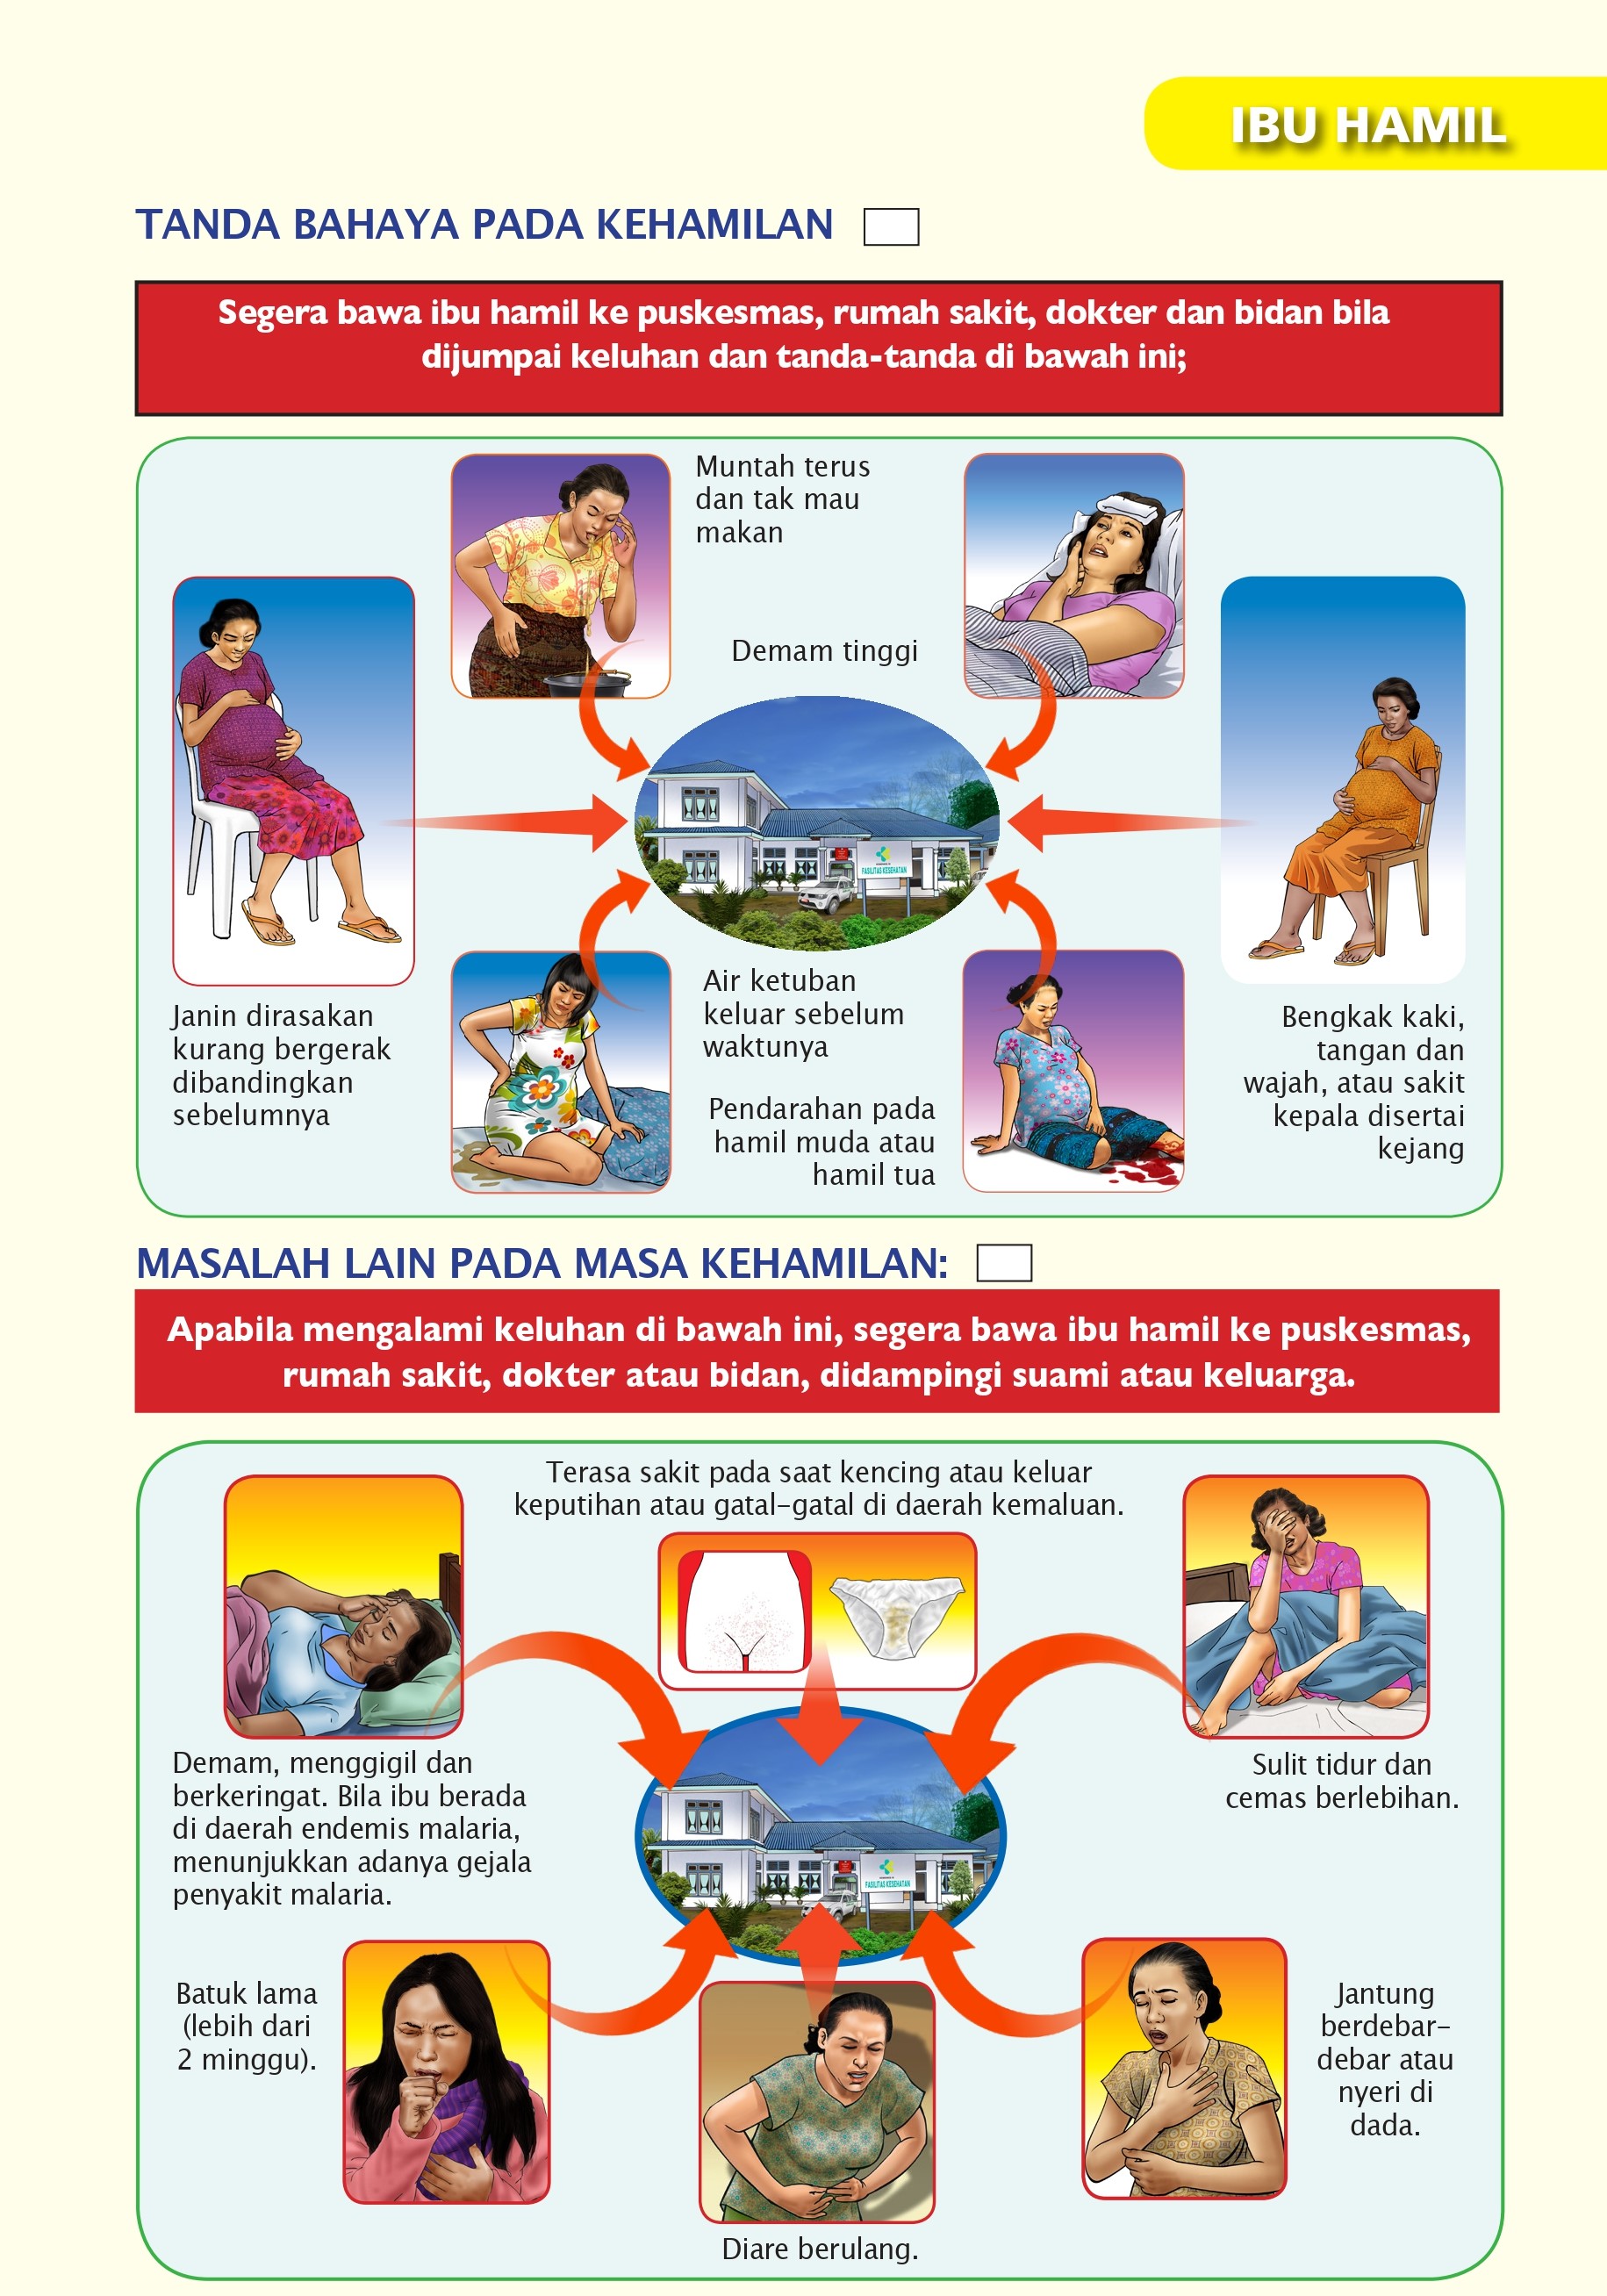 IBU HAMIL
TANDA BAHAYA PADA KEHAMILAN
Segera bawa ibu hamil ke puskesmas, rumah sakit, dokter dan bidan bila
dijumpai keluhan dan tanda-tanda di bawah ini;
Muntah terus
dan tak mau
makan
Demam tinggi
FASILITAS KESEHATAN
Janin dirasakan
kurang bergerak
dibandingkan
sebelumnya
Air ketuban
keluar sebelum
waktunya
Pendarahan pada
hamil muda atau
hamil tua
Bengkak kaki,
tangan dan
wajah, atau sakit
kepala disertai
kejang
MASALAH LAIN PADA MASA KEHAMILAN:
Apabila mengalami keluhan di bawah ini, segera bawa ibu hamil ke puskesmas,
rumah sakit, dokter atau bidan, didampingi suami atau keluarga.
Terasa sakit pada saat kencing atau keluar
keputihan atau gatal-gatal di daerah kemaluan.
Demam, menggigil dan
berkeringat. Bila ibu berada
di daerah endemis malaria,
menunjukkan adanya gejala
penyakit malaria.
Sulit tidur dan
cemas berlebihan.
FASILITAS KESEHATAN
Batuk lama
(lebih dari
2 minggu).
Jantung
berdebar-
debar atau
nyeri di
dada.
Diare berulang.